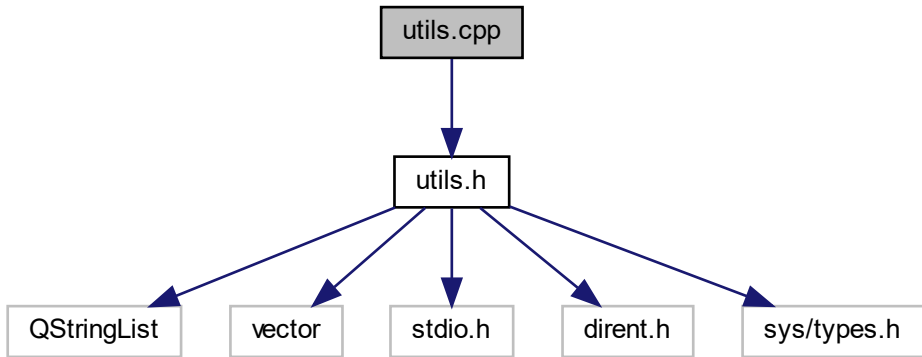 utils.cpp
utils.h
QStringList
vector
stdio.h
dirent.h
sys/types.h